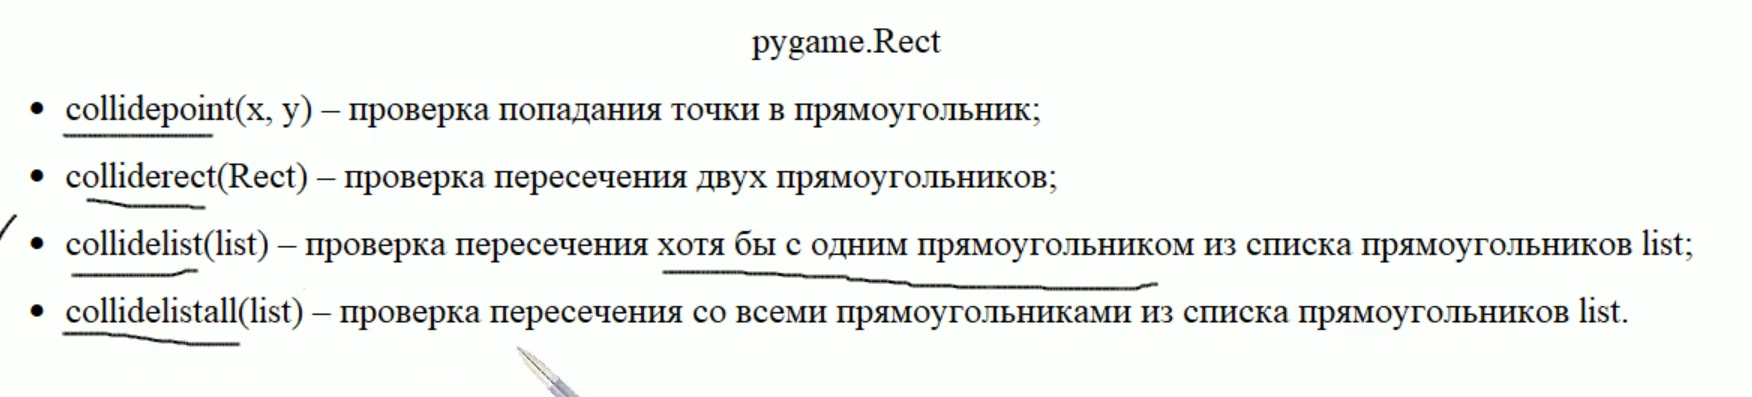 pygame.Rect
• collidepoint(x, y) – проверка попадания точки в прямоугольник;
• colliderect(Rect) – проверка пересечения двух прямоугольников;
• collidelist(list) – проверка пересечения хотя бы с одним прямоугольником из списка прямоугольников list;
• collidelistall(list) – проверка пересечения со всеми прямоугольниками из списка прямоугольников list.